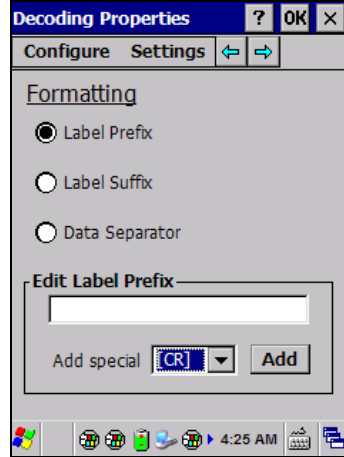 Decoding Properties ? OK ×
Configure Settings
Formatting
Label Prefix
Label Suffix
Data Separator
Edit Label Prefix
Add special [CR] Add
4:25 AM